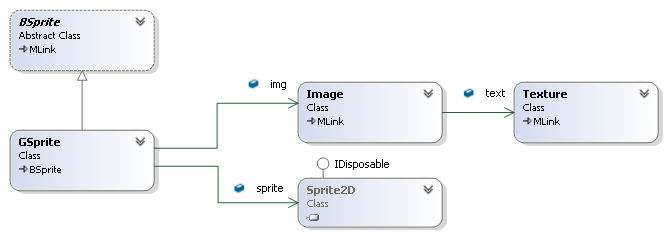 BSprite
Abstract Class
MLink
GSprite
Class
BSprite
img
Image
Class
MLink
text
Texture
Class
MLink
sprite
IDisposable
Sprite2D
Class